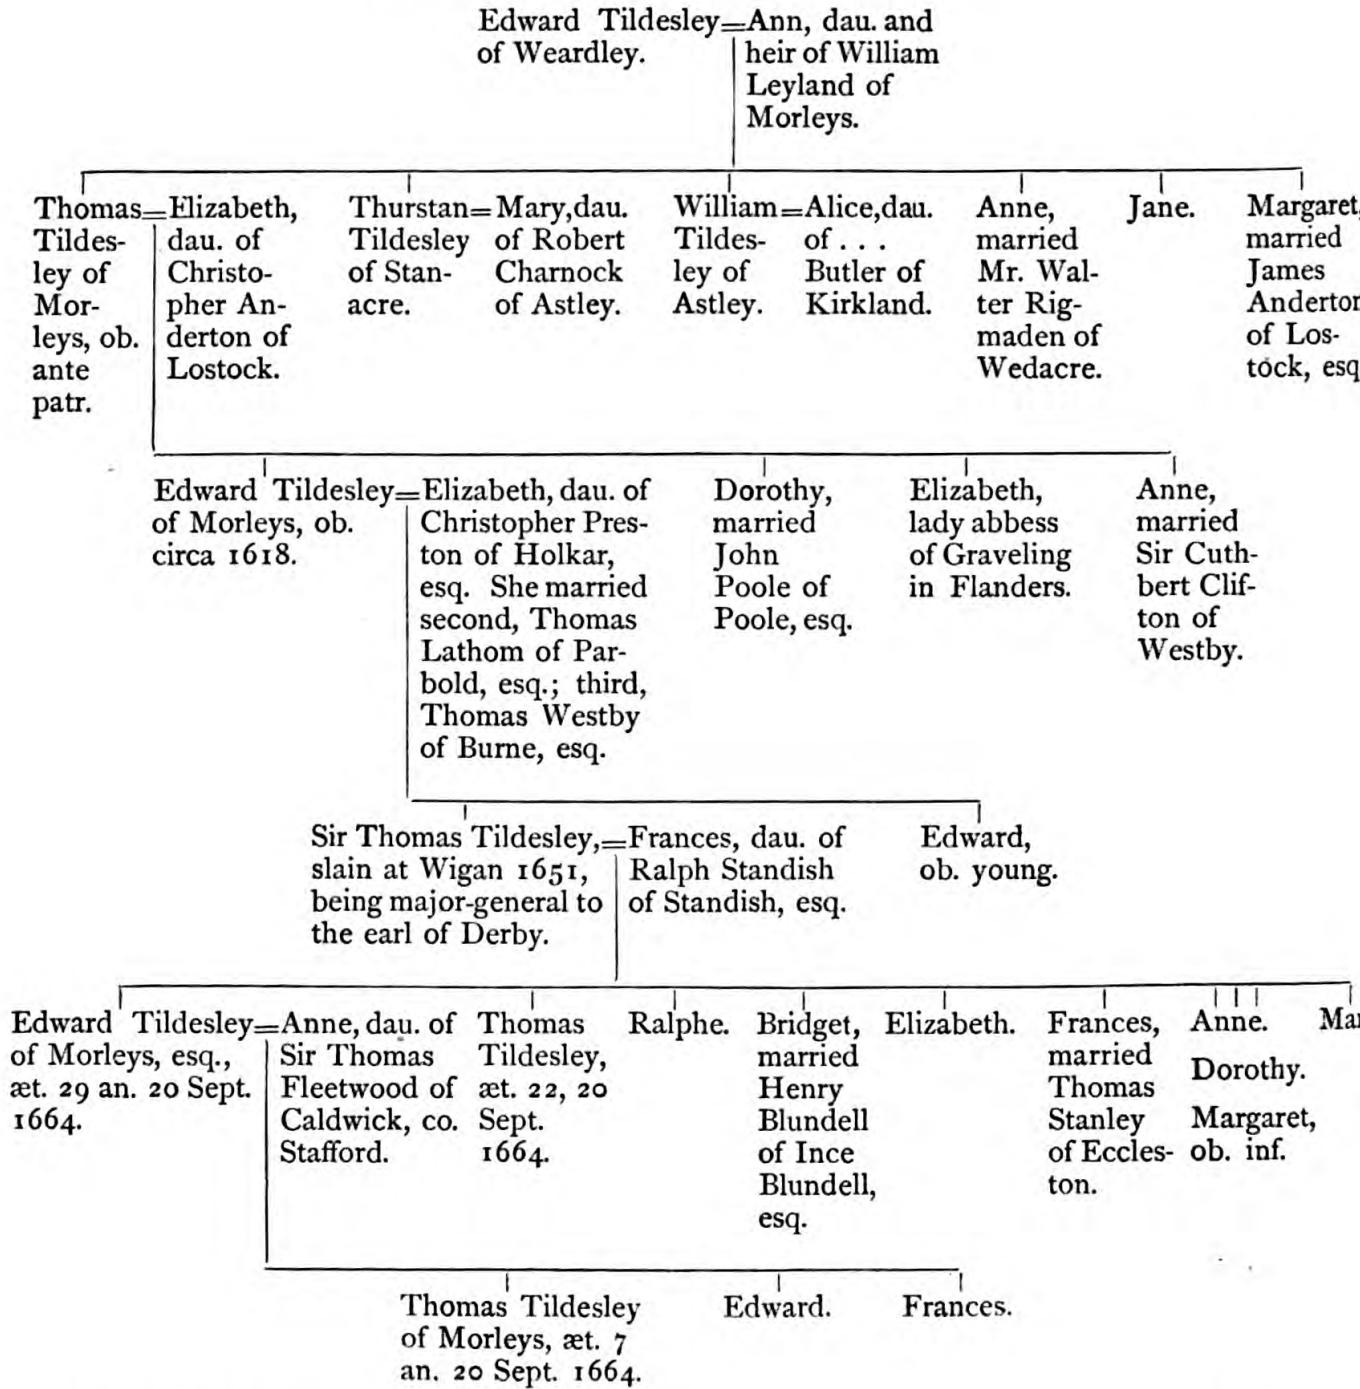 Edward Tildesley=Ann, dau. and
of Weardley. heir of William
Leyland of
Morleys.
Thomas=Elizabeth,
Tildes- dau. of
ley of Christo-
Mor- pher An-
leys, ob. derton of
ante Lostock.
patr.
Thurstan=Mary, dau.
Tildesley of Robert
of Stan- Charnock
acre. of Astley.
William=Alice, dau.
Tildes- of . . .
ley of Butler of
Astley. Kirkland.
Anne,
married
Mr. Wal-
ter Rig-
maden of
Wedacre.
Jane.
Margaret,
married
James
Anderton
of Los-
tock, esq
Edward Tildesley=Elizabeth, dau. of
of Morleys, ob. Christopher Pres-
circa 1618. ton of Holkar,
esq. She married
second, Thomas
Lathom of Par-
bold, esq.; third,
Thomas Westby
of Burne, esq.
Dorothy,
married
John
Poole of
Poole, esq.
Elizabeth,
lady abbess
of Graveling
in Flanders.
Anne,
married
Sir Cuth-
bert Clif-
ton of
Westby.
Sir Thomas Tildesley,=Frances, dau. of
slain at Wigan 1651, Ralph Standish
being major-general to of Standish, esq.
the earl of Derby.
Edward,
ob. young.
Edward Tildesley=Anne, dau. of
of Morleys, esq., Sir Thomas
æt. 29 an. 20 Sept. Fleetwood of
1664. Caldwick, co.
Stafford.
Thomas
Tildesley,
æt. 22, 20
Sept.
1664.
Ralphe.
Bridget,
married
Henry
Blundell
of Ince
Blundell,
esq.
Elizabeth.
Frances,
married
Thomas
Stanley
of Eccles-
ton.
Anne.
Dorothy.
Margaret,
ob. inf.
Mar
Thomas Tildesley
of Morleys, æt. 7
an. 20 Sept. 1664.
Edward.
Frances.